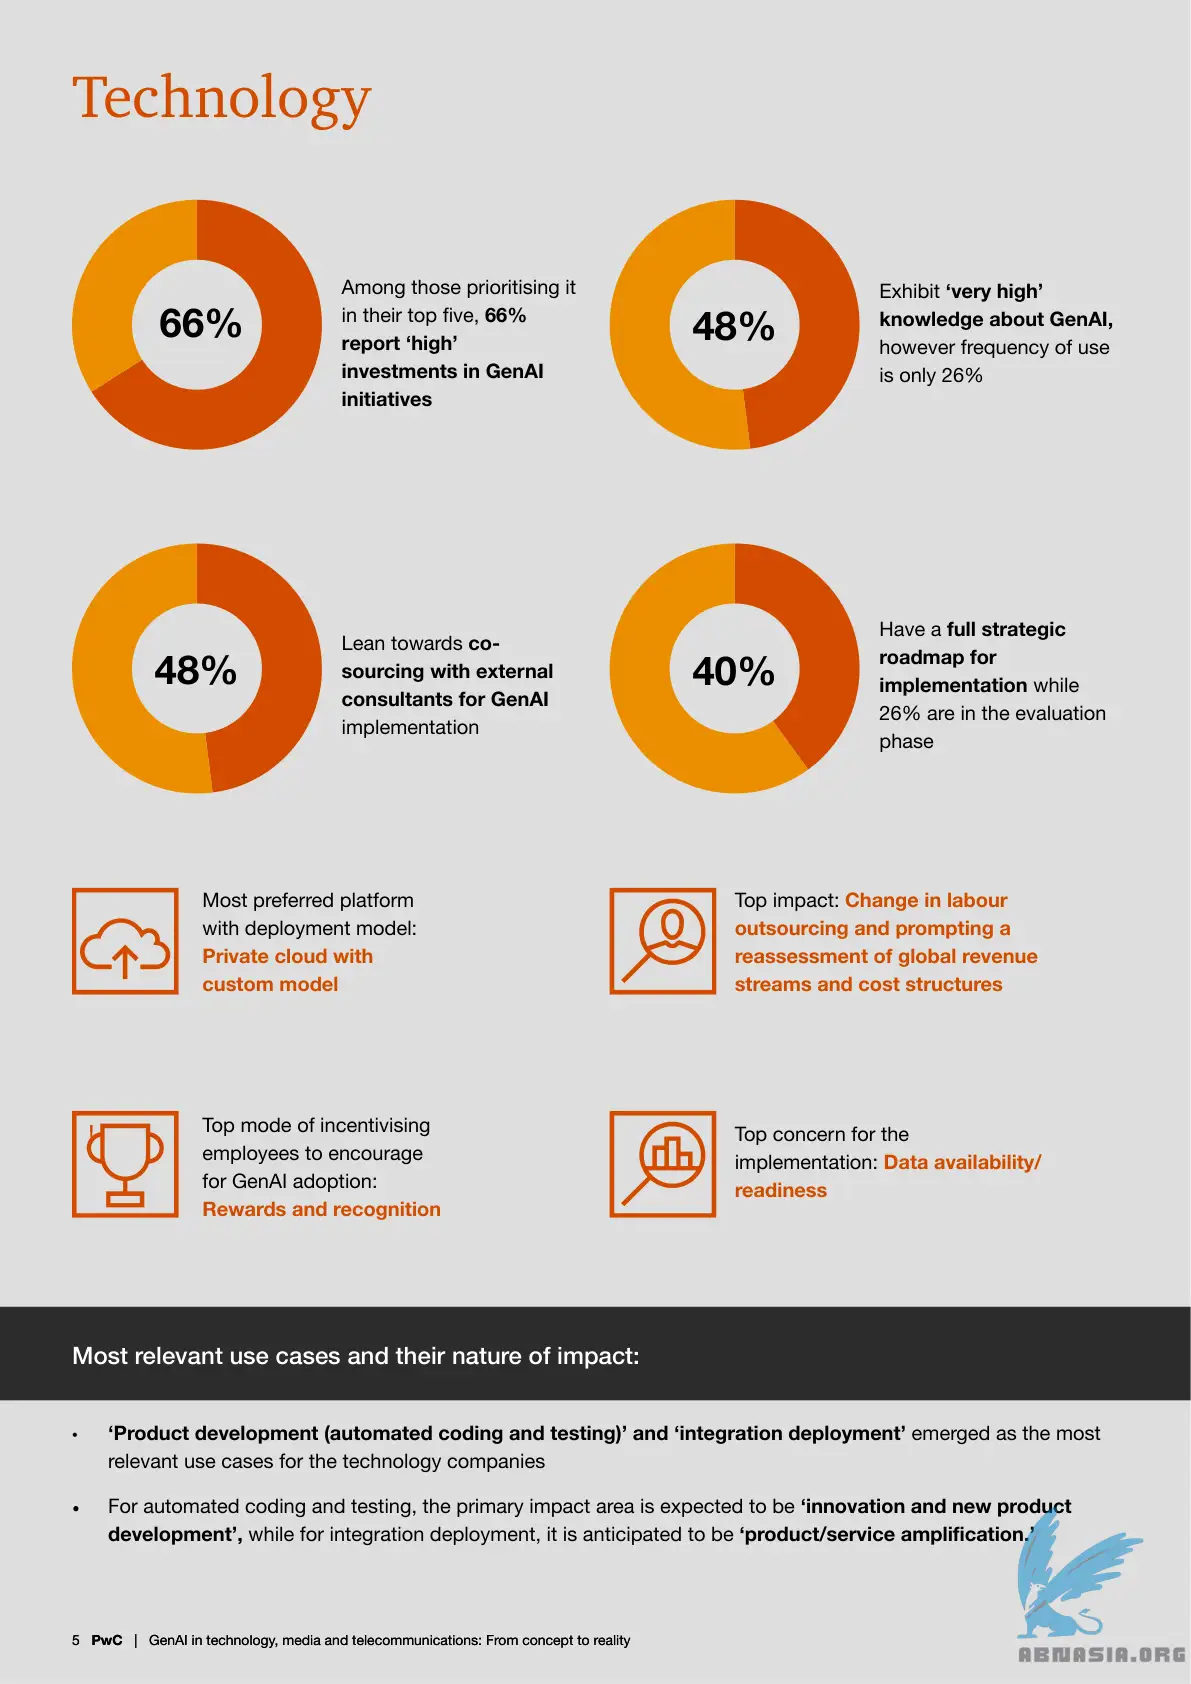 Technology
66%
Among those prioritising it
in their top five, 66%
report ‘high’
investments in GenAI
initiatives
48%
Exhibit ‘very high’
knowledge about GenAI,
however frequency of use
is only 26%
48%
Lean towards co-
sourcing with external
consultants for GenAI
implementation
40%
Have a full strategic
roadmap for
implementation while
26% are in the evaluation
phase
Most preferred platform
with deployment model:
Private cloud with
custom model
Top impact: Change in labour
outsourcing and prompting a
reassessment of global revenue
streams and cost structures
Top mode of incentivising
employees to encourage
for GenAI adoption:
Rewards and recognition
Top concern for the
implementation: Data availability/
readiness
Most relevant use cases and their nature of impact:
• ‘Product development (automated coding and testing)’ and ‘integration deployment’ emerged as the most
relevant use cases for the technology companies
• For automated coding and testing, the primary impact area is expected to be ‘innovation and new product
development’, while for integration deployment, it is anticipated to be ‘product/service amplification.’
5 PwC | GenAI in technology, media and telecommunications: From concept to reality
ABNASIA.ORG